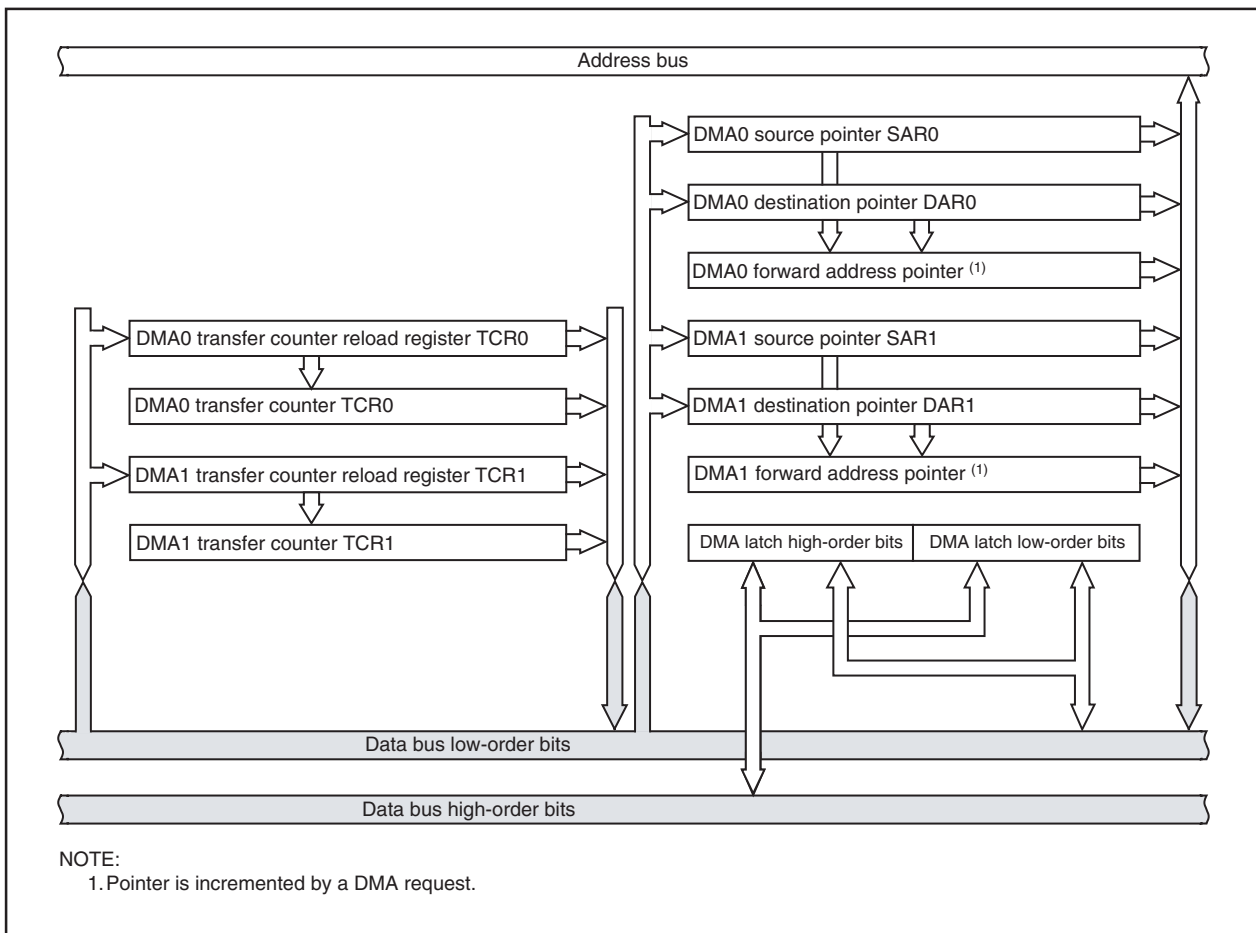 Address bus
DMA0 source pointer SAR0
DMA0 destination pointer DAR0
DMA0 forward address pointer (1)
DMA0 transfer counter reload register TCR0
DMA0 transfer counter TCR0
DMA1 transfer counter reload register TCR1
DMA1 transfer counter TCR1
DMA1 source pointer SAR1
DMA1 destination pointer DAR1
DMA1 forward address pointer (1)
DMA latch high-order bits
DMA latch low-order bits
Data bus low-order bits
Data bus high-order bits
NOTE:
1. Pointer is incremented by a DMA request.